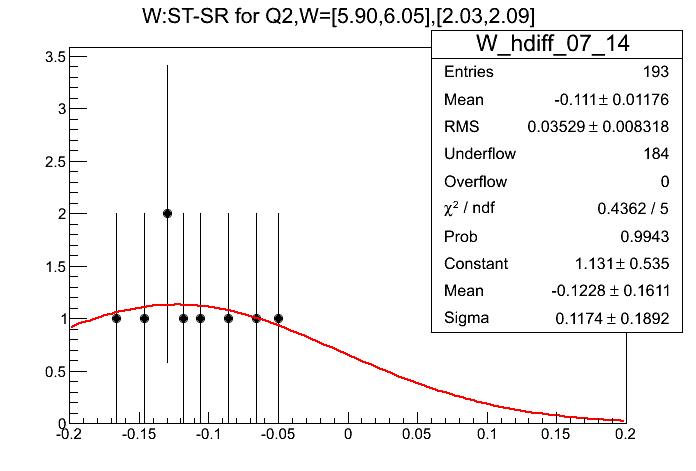 W:ST-SR for Q2,W=[5.90,6.05],[2.03,2.09]
W_hdiff_07_14
Entries 193
Mean -0.111± 0.01176
RMS 0.03529 ± 0.008318
Underflow 184
Overflow 0
χ² / ndf 0.4362 / 5
Prob 0.9943
Constant 1.131± 0.535
Mean -0.1228 ± 0.1611
Sigma 0.1174 ± 0.1892
3.5
3
2.5
2
1.5
1
0.5
0
-0.2 -0.15 -0.1 -0.05 0 0.05 0.1 0.15 0.2